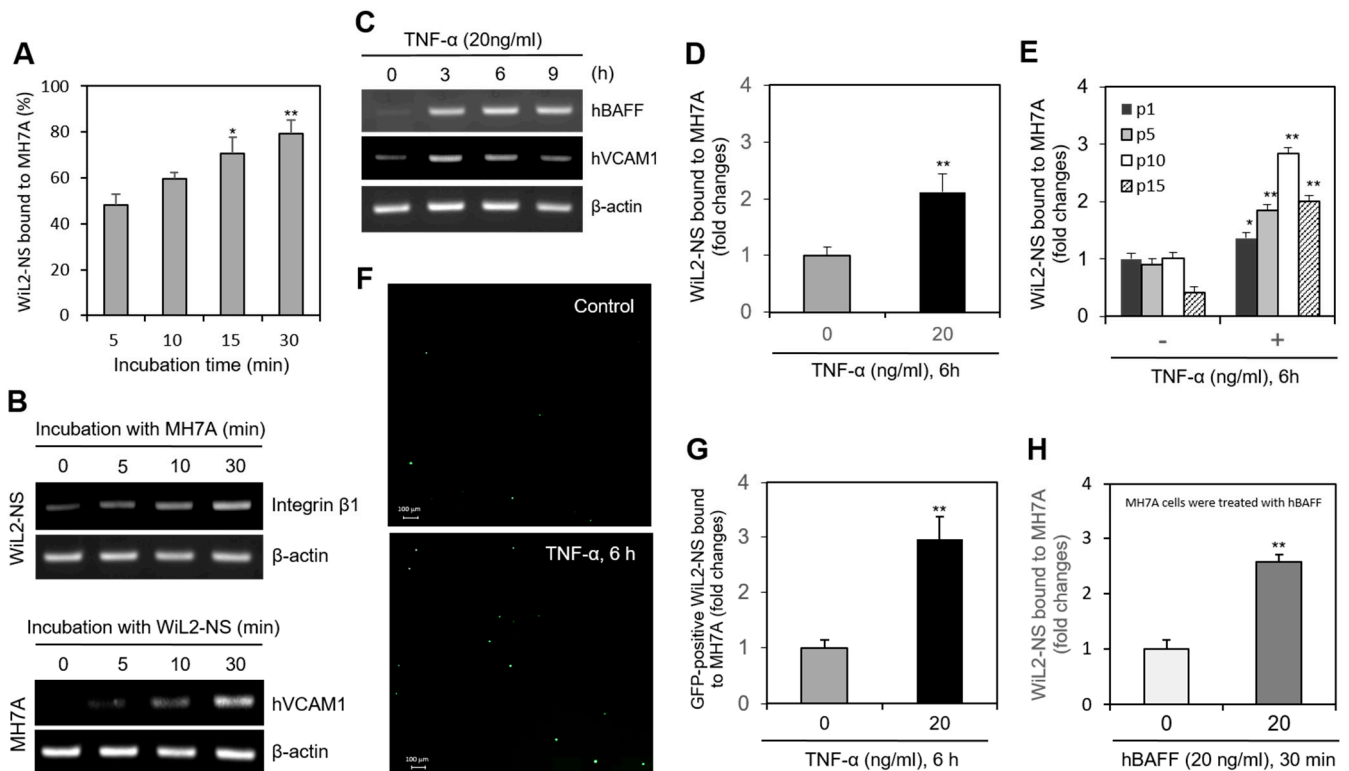 A
WiL2-NS bound to MH7A (%)
100
80
60
40
20
0
*
**
5 10 15 30
Incubation time (min)
B
Incubation with MH7A (min)
0 5 10 30
WiL2-NS
Integrin β1
β-actin
Incubation with WiL2-NS (min)
0 5 10 30
MH7A
hVCAM1
β-actin
C
TNF-α (20ng/ml)
0 3 6 9 (h)
hBAFF
hVCAM1
β-actin
D
WiL2-NS bound to MH7A
(fold changes)
4
3
2
1
0
**
0 20
TNF-α (ng/ml), 6h
E
WiL2-NS bound to MH7A
(fold changes)
4
3
2
1
0
p1
p5
p10
p15
*
**
**
**
- +
TNF-α (ng/ml), 6h
F
Control
100 μm
TNF-α, 6 h
100 μm
G
GFP-positive WiL2-NS bound
to MH7A (fold changes)
4
3
2
1
0
**
0 20
TNF-α (ng/ml), 6 h
H
WiL2-NS bound to MH7A
(fold changes)
4
3
2
1
0
MH7A cells were treated with hBAFF
**
0 20
hBAFF (20 ng/ml), 30 min